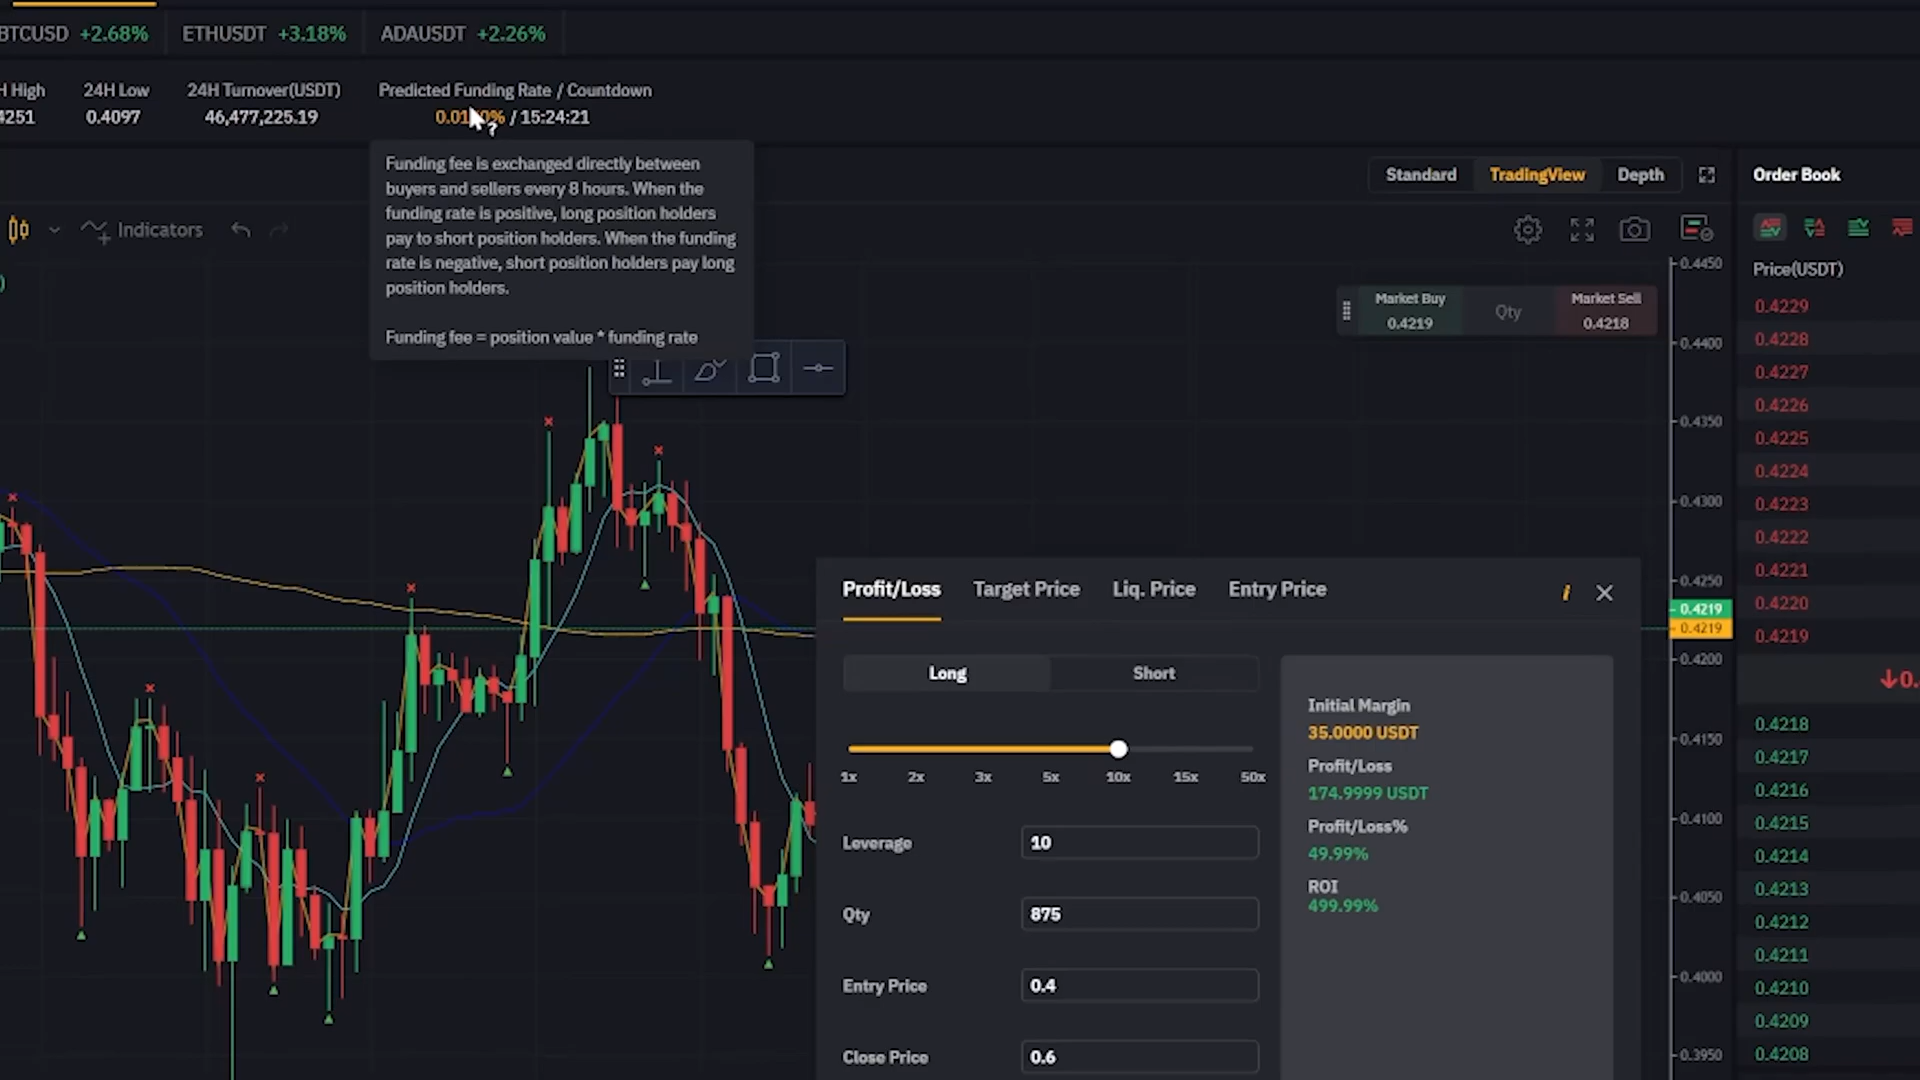 BTCUSD +2.68% ETHUSDT +3.18% ADAUSDT +2.26%
High 24H Low 24H Turnover(USDT) Predicted Funding Rate / Countdown
4251 0.4097 46,477,225.19 / 15:24:21
Funding fee is exchanged directly between
buyers and sellers every 8 hours. When the
funding rate is positive, long position holders
pay to short position holders. When the funding
rate is negative, short position holders pay long
position holders.
Funding fee = position value * funding rate
Indicators
Standard TradingView Depth
Market Buy
0.4219
Qty
Market Sell
0.4218
0.4450
0.4400
0.4350
0.4300
0.4250
0.4219
0.4219
0.4200
0.4150
0.4100
0.4050
0.4000
0.3950
Order Book
Price(USDT)
0.4229
0.4228
0.4227
0.4226
0.4225
0.4224
0.4223
0.4222
0.4221
0.4220
0.4219
↓0.
0.4218
0.4217
0.4216
0.4215
0.4214
0.4213
0.4212
0.4211
0.4210
0.4209
0.4208
Profit/Loss Target Price Liq. Price Entry Price i
Long Short
1x 2x 3x 5x 10x 15x 50x
Leverage 10
Qty 875
Entry Price 0.4
Close Price 0.6
Initial Margin
35.0000 USDT
Profit/Loss
174.9999 USDT
Profit/Loss%
49.99%
ROI
499.99%